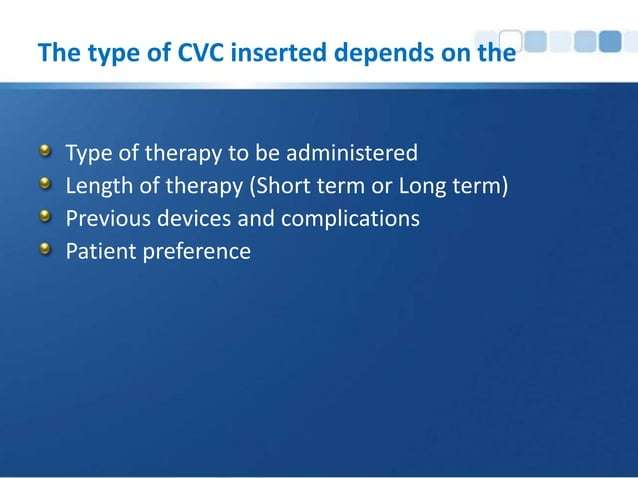 The type of CVC inserted depends on the
Type of therapy to be administered
Length of therapy (Short term or Long term)
Previous devices and complications
Patient preference